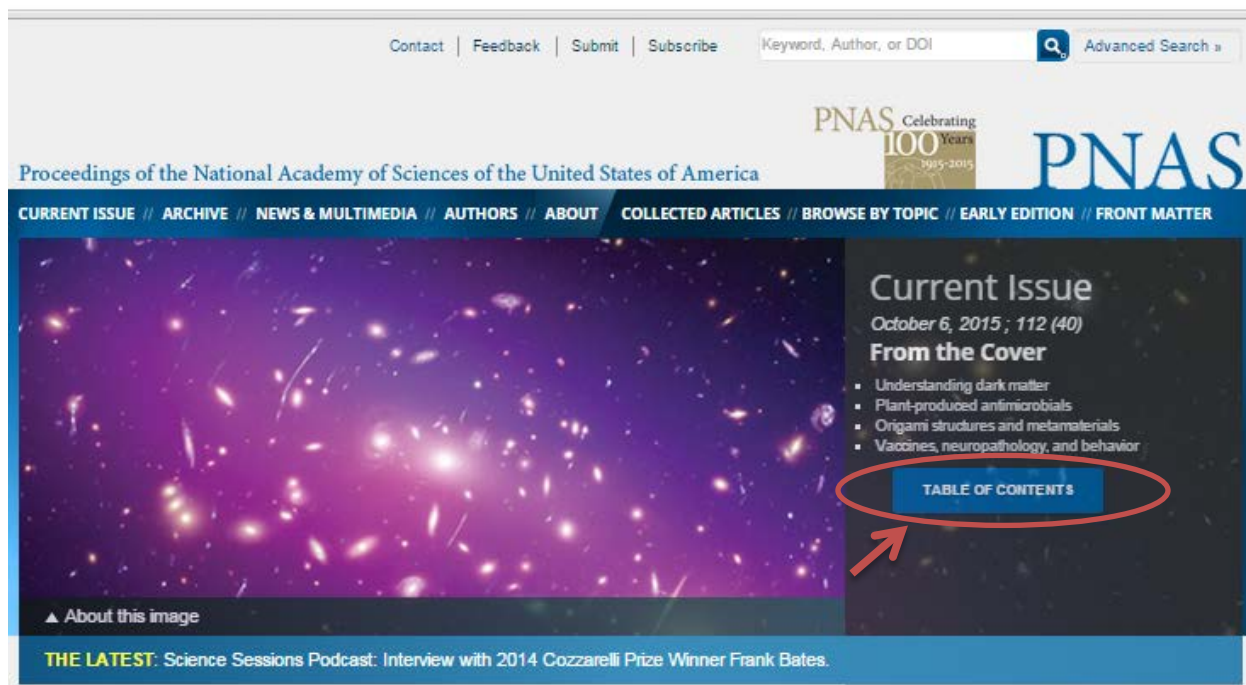 Contact | Feedback | Submit | Subscribe
Keyword, Author, or DOI
Advanced Search »
PNAS Celebrating
100 Years
1915-2015
PNAS
Proceedings of the National Academy of Sciences of the United States of America
CURRENT ISSUE // ARCHIVE // NEWS & MULTIMEDIA // AUTHORS // ABOUT COLLECTED ARTICLES // BROWSE BY TOPIC // EARLY EDITION // FRONT MATTER
Current Issue
October 6, 2015 ; 112 (40)
From the Cover
Understanding dark matter
Plant-produced antimicrobials
Origami structures and metamaterials
Vaccines, neuropathology, and behavior
TABLE OF CONTENTS
▲ About this image
THE LATEST: Science Sessions Podcast: Interview with 2014 Cozzarelli Prize Winner Frank Bates.